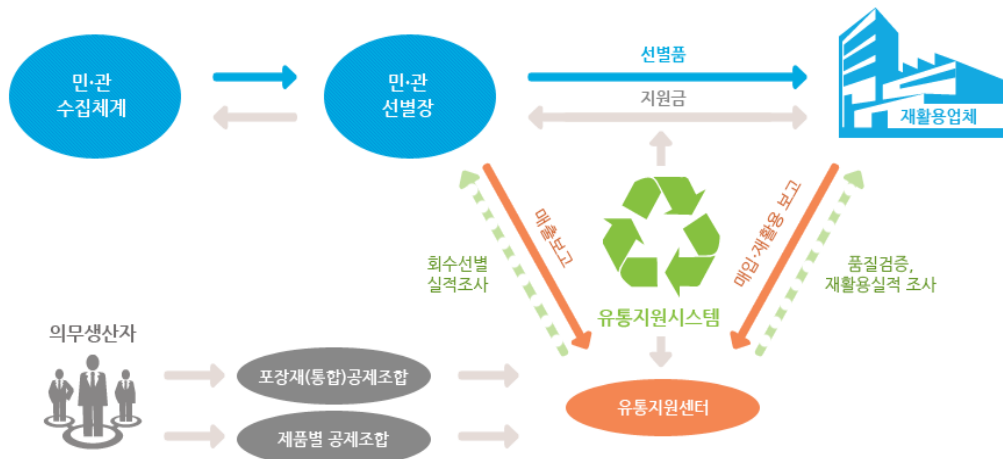 민·관
수집체계
민·관
선별장
선별품
지원금
재활용업체
매출보고
매입·재활용 보고
회수선별
실적조사
품질검증,
재활용실적 조사
유통지원시스템
의무생산자
포장재(통합)공제조합
제품별 공제조합
유통지원센터